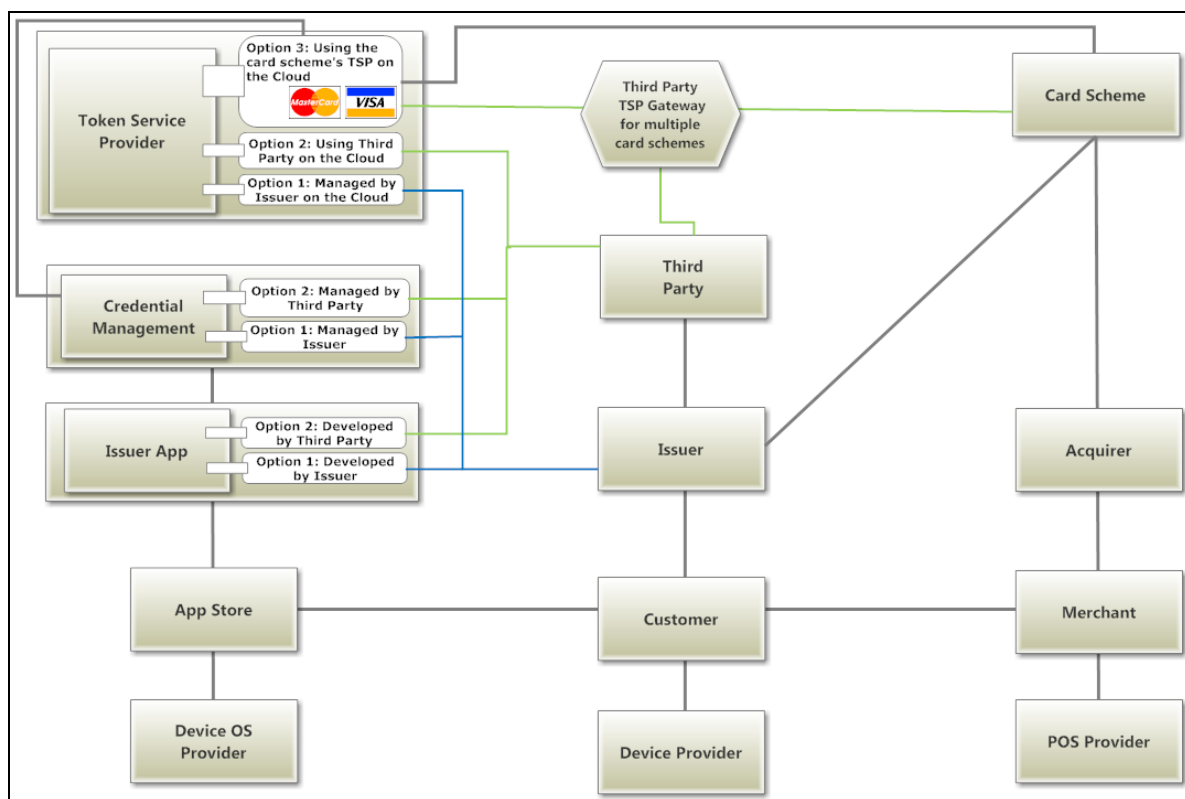 Option 3: Using the
card scheme's TSP on
the Cloud
MasterCard
VISA
Token Service
Provider
Option 2: Using Third
Party on the Cloud
Option 1: Managed by
Issuer on the Cloud
Third Party
TSP Gateway
for multiple
card schemes
Card Scheme
Third
Party
Credential
Management
Option 2: Managed by
Third Party
Option 1: Managed by
Issuer
Issuer App
Option 2: Developed
by Third Party
Option 1: Developed
by Issuer
Issuer
Acquirer
App Store
Customer
Merchant
Device OS
Provider
Device Provider
POS Provider